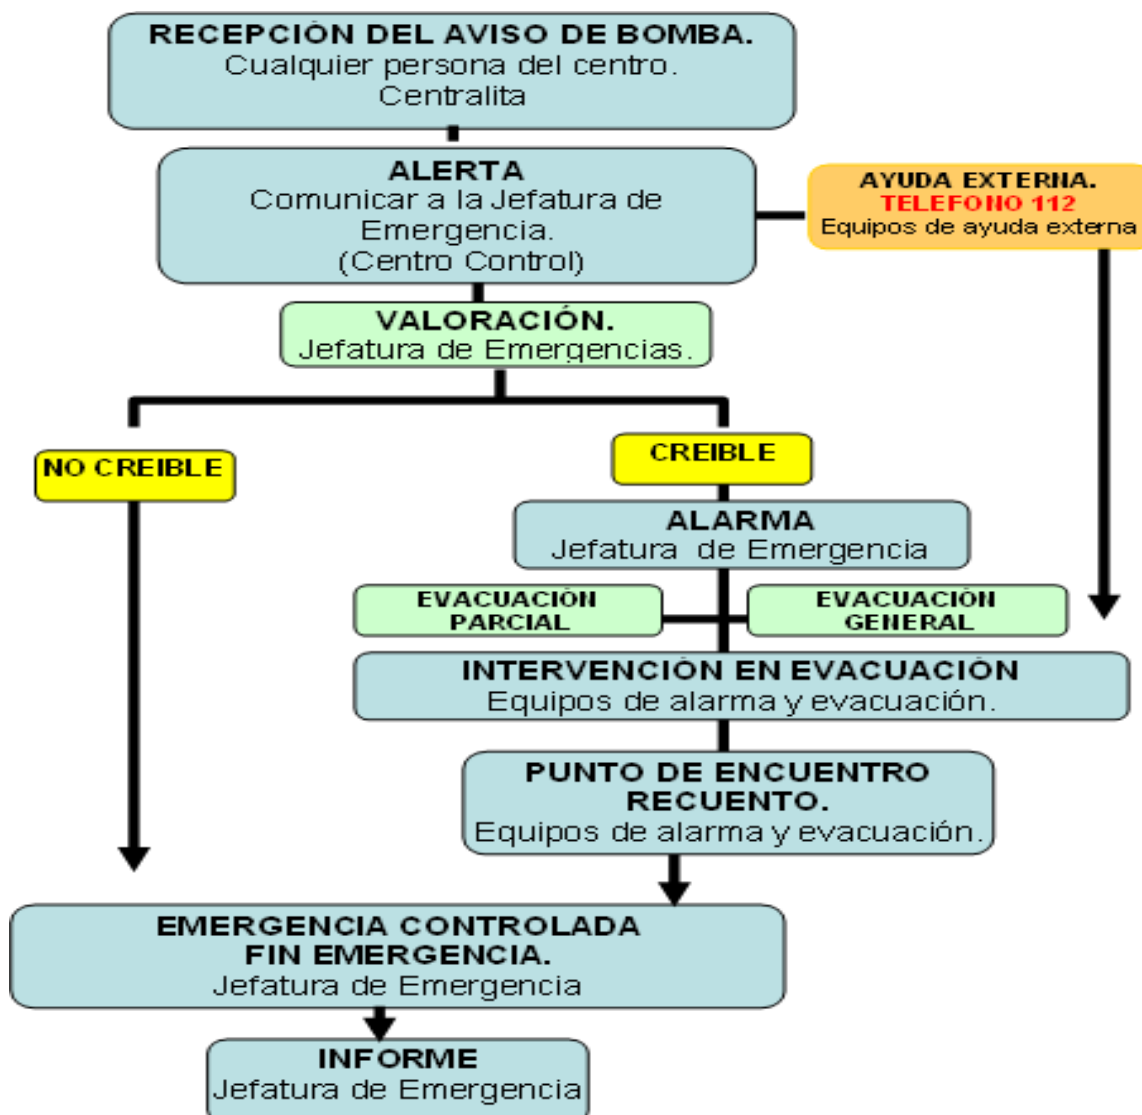 RECEPCIÓN DEL AVISO DE BOMBA.
Cualquier persona del centro.
Centralita
ALERTA
Comunicar a la Jefatura de
Emergencia.
(Centro Control)
AYUDA EXTERNA.
TELEFONO 112
Equipos de ayuda externa
VALORACIÓN.
Jefatura de Emergencias.
NO CREIBLE
CREIBLE
ALARMA
Jefatura de Emergencia
EVACUACIÓN
PARCIAL
EVACUACIÓN
GENERAL
INTERVENCIÓN EN EVACUACIÓN
Equipos de alarma y evacuación.
PUNTO DE ENCUENTRO
RECUENTO.
Equipos de alarma y evacuación.
EMERGENCIA CONTROLADA
FIN EMERGENCIA.
Jefatura de Emergencia
INFORME
Jefatura de Emergencia